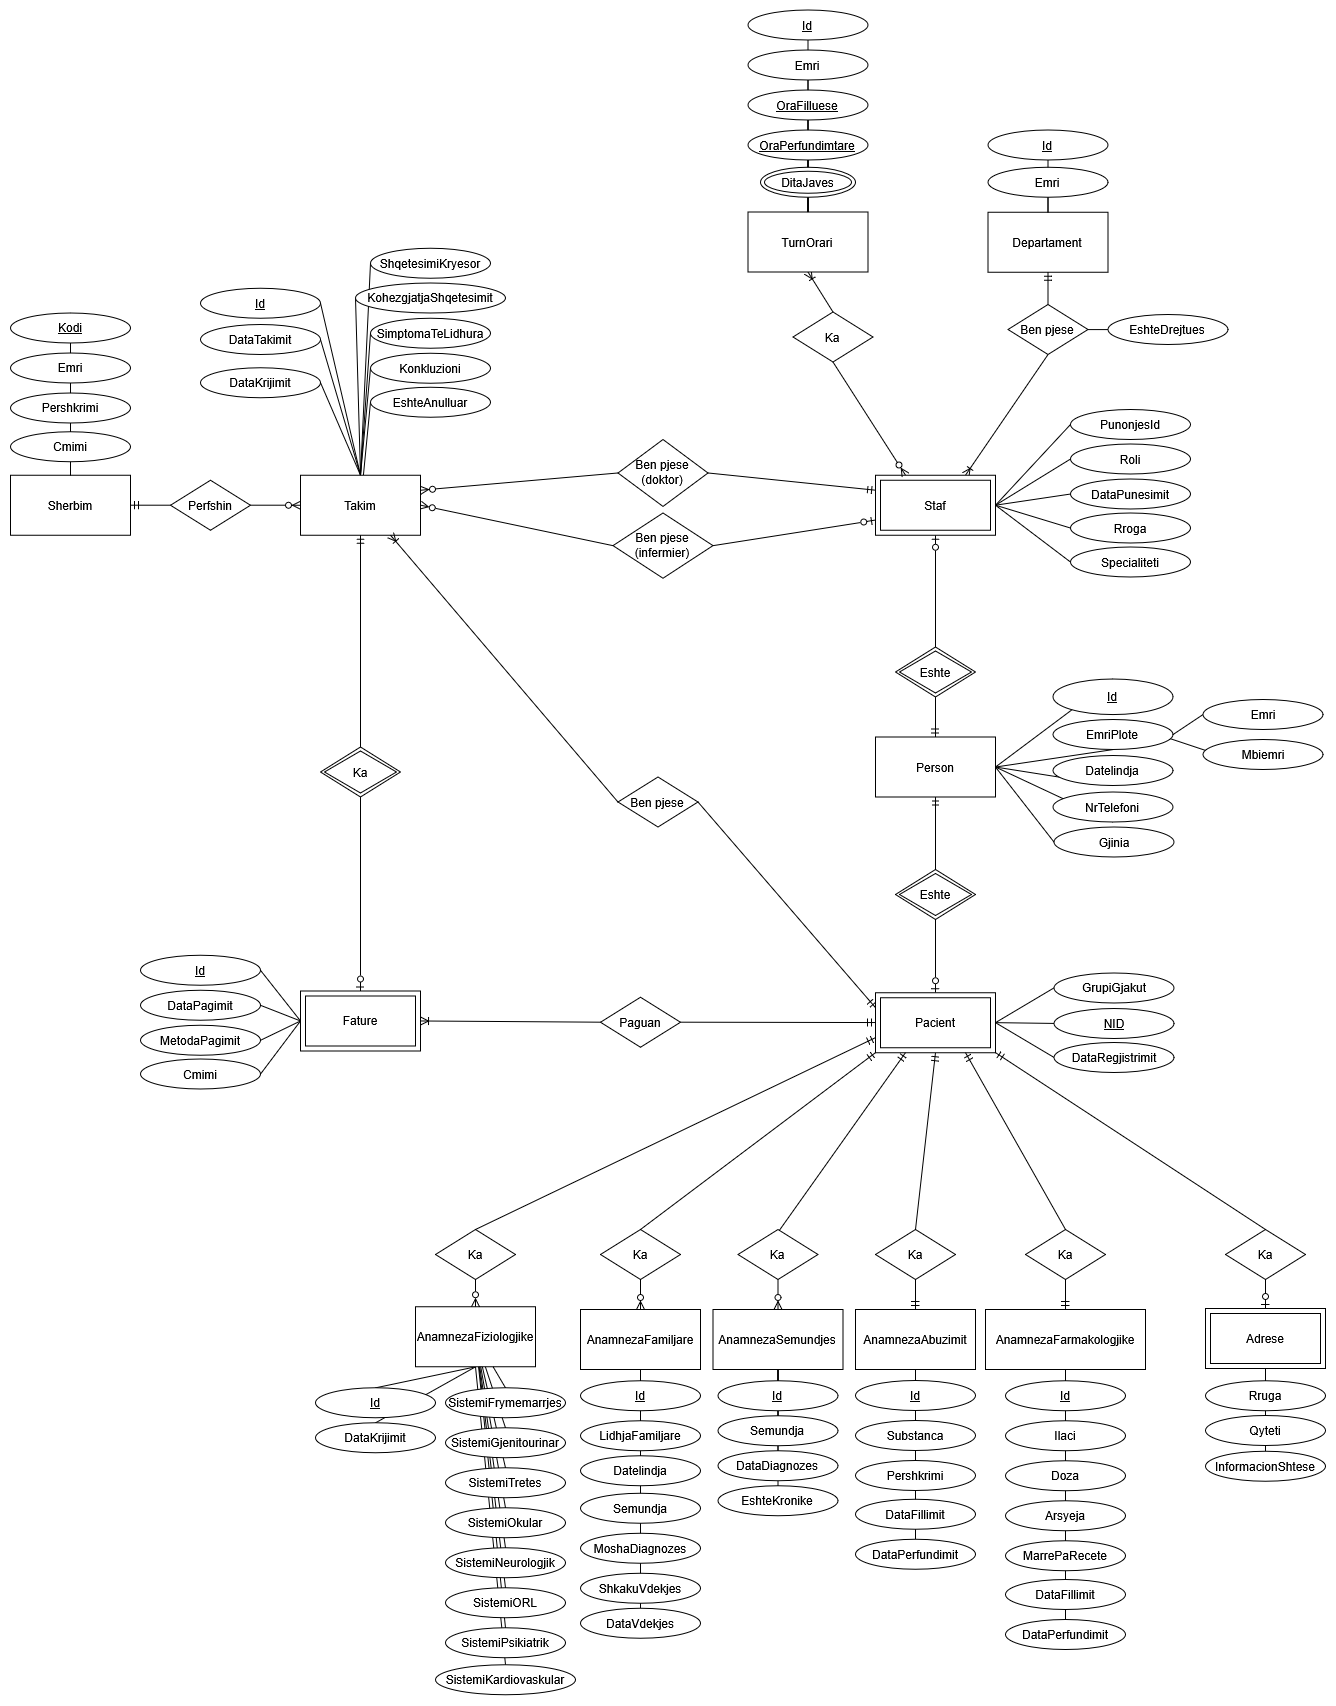 Id
Emri
OraFilluese
OraPerfundimtare
DitaJaves
TurnOrari
Id
Emri
Departament
Ka
Ben pjese
EshteDrejtues
ShqetesimiKryesor
KohezgjatjaShqetesimit
SimptomaTeLidhura
Konkluzioni
EshteAnulluar
Id
DataTakimit
DataKrijimit
Kodi
Emri
Pershkrimi
Cmimi
Sherbim
Perfshin
Takim
Ben pjese
(doktor)
Ben pjese
(infermier)
Staf
PunonjesId
Roli
DataPunesimit
Rroga
Specialiteti
Eshte
Person
Id
EmriPlote
Emri
Mbiemri
Datelindja
NrTelefoni
Gjinia
Ka
Ben pjese
Eshte
Id
DataPagimit
MetodaPagimit
Cmimi
Fature
Paguan
Pacient
GrupiGjakut
NID
DataRegjistrimit
Ka
Ka
Ka
Ka
Ka
Ka
AnamnezaFiziologjike
AnamnezaFamiljare
AnamnezaSemundjes
AnamnezaAbuzimit
AnamnezaFarmakologjike
Adrese
Id
DataKrijimit
SistemiFrymemarrjes
SistemiGjenitourinar
SistemiTretes
SistemiOkular
SistemiNeurologjik
SistemiORL
SistemiPsikiatrik
SistemiKardiovaskular
Id
LidhjaFamiljare
Datelindja
Semundja
MoshaDiagnozes
ShkakuVdekjes
DataVdekjes
Id
Semundja
DataDiagnozes
EshteKronike
Id
Substanca
Pershkrimi
DataFillimit
DataPerfundimit
Id
Ilaci
Doza
Arsyeja
MarrePaRecete
DataFillimit
DataPerfundimit
Rruga
Qyteti
InformacionShtese